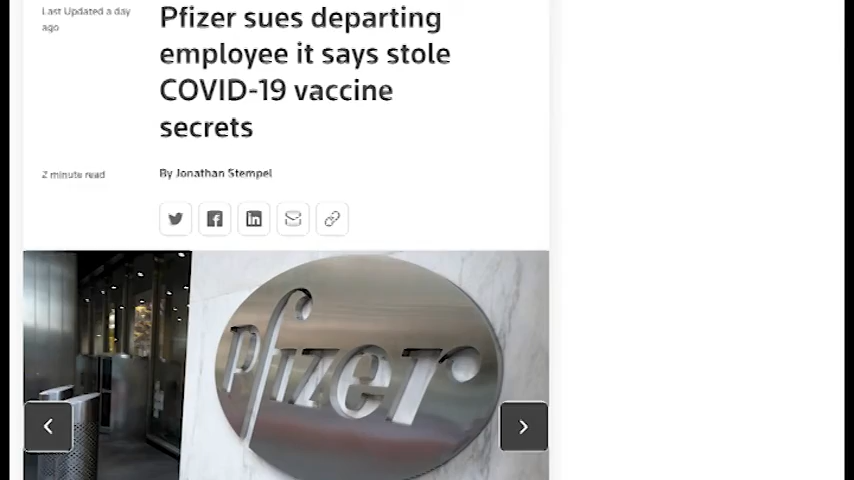 Last Updated a day
ago
Pfizer sues departing
employee it says stole
COVID-19 vaccine
secrets
2 minute read
By Jonathan Stempel
Pfizer